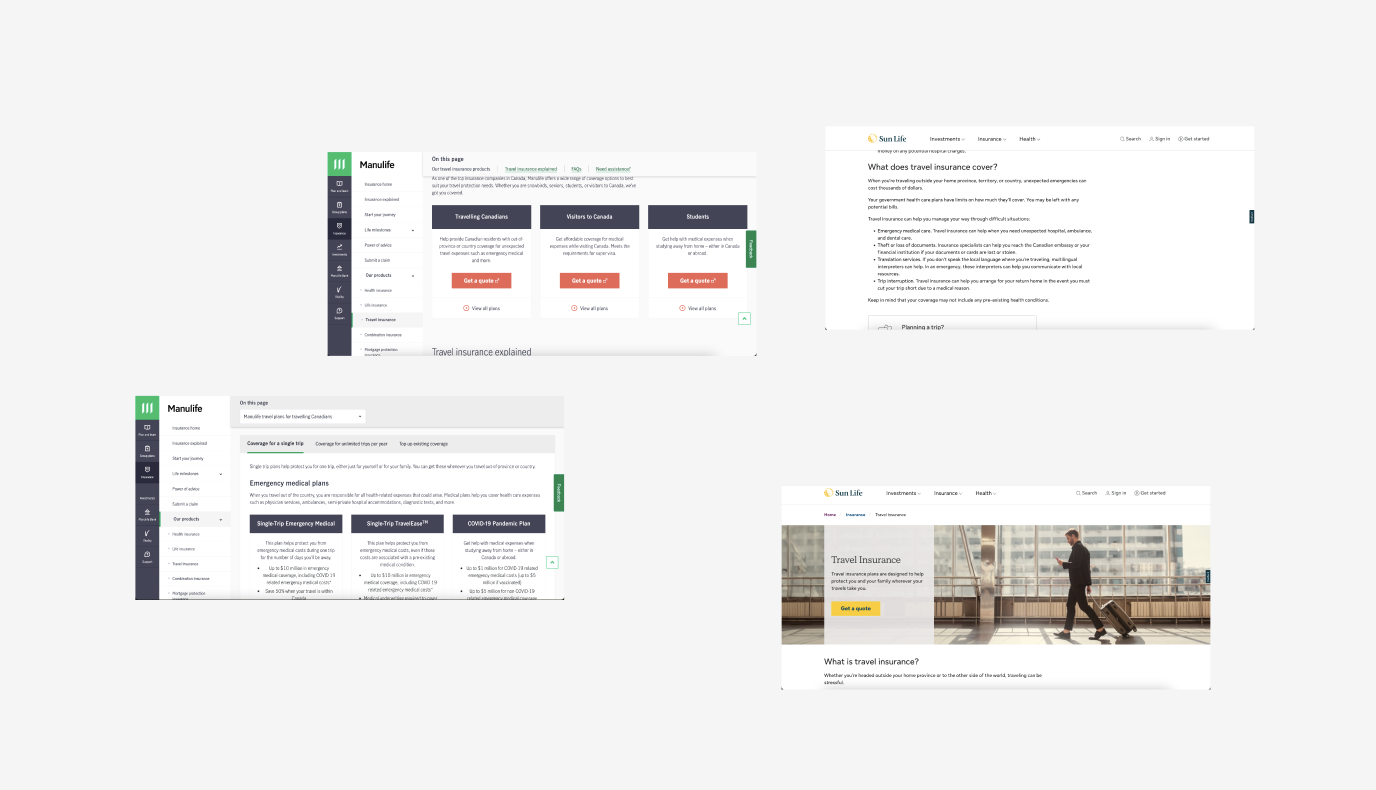 Manulife
On this page
Our travel insurance products
Travel insurance explained
FAQs
Need assistance?
As one of the top insurance companies in Canada, Manulife offers a wide range of coverage options to best
suit your travel protection needs. Whether you are snowbirds, seniors, students, or visitors to Canada, we've
got you covered.
Plan and learn
Group plans
Insurance
Investments
Manulife Bank
Vitality
Support
Insurance home
Insurance explained
Start your journey
Life milestones
Power of advice
Submit a claim
Our products
Health insurance
Life insurance
Travel insurance
Combination insurance
Mortgage protection
insurance
Travelling Canadians
Help provide Canadian residents with out-of-
province or country coverage for unexpected
travel expenses such as emergency medical
and more.
Get a quote
View all plans
Visitors to Canada
Get affordable coverage for medical
expenses while visiting Canada. Meets the
requirements for super visa.
Get a quote
View all plans
Students
Get help with medical expenses when
studying away from home – either in Canada
or abroad.
Get a quote
View all plans
Feedback
Travel insurance explained
Sun Life
Investments
Insurance
Health
Search
Sign in
Get started
money on any potential hospital charges.
What does travel insurance cover?
When you're traveling outside your home province, territory, or country, unexpected emergencies can
cost thousands of dollars.
Your government health care plans have limits on how much they'll cover. You may be left with any
potential bills.
Travel insurance can help you manage your way through difficult situations:
• Emergency medical care. Travel insurance can help when you need unexpected hospital, ambulance,
and dental care.
• Theft or loss of documents. Insurance specialists can help you reach the Canadian embassy or your
financial institution if your documents or cards are lost or stolen.
• Translation services. If you don't speak the local language where you're traveling, multilingual
interpreters can help. In an emergency, these interpreters can help you communicate with local
resources.
• Trip interruption. Travel insurance can help you arrange for your return home in the event you must
cut your trip short due to a medical reason.
Keep in mind that your coverage may not include any pre-existing health conditions.
Planning a trip?
Manulife
On this page
Manulife travel plans for travelling Canadians
Plan and learn
Group plans
Insurance
Investments
Manulife Bank
Vitality
Support
Insurance home
Insurance explained
Start your journey
Life milestones
Power of advice
Submit a claim
Our products
Health insurance
Life insurance
Travel insurance
Combination insurance
Mortgage protection
Coverage for a single trip
Coverage for unlimited trips per year
Top up existing coverage
Single trip plans help protect you for one trip, either just for yourself or for your family. You can get these whenever you travel out of province or country.
Emergency medical plans
When you travel out of the country, you are responsible for all health-related expenses that could arise. Medical plans help you cover health care expenses
such as physician services, ambulances, semi-private hospital accommodations, diagnostic tests, and more.
Single-Trip Emergency Medical
This plan helps protect you from
emergency medical costs during one trip
for the number of days you'll be away.
• Up to $10 million in emergency
medical coverage, including COVID 19
related emergency medical costs¹
• Save 50% when your travel is within
Canada
Single-Trip TravelEase™
This plan helps protect you from
emergency medical costs, even if those
costs are associated with a pre-existing
medical condition.
• Up to $10 million in emergency
medical coverage, including COVID 19
related emergency medical costs¹
• Medical underwriting required to apply
COVID-19 Pandemic Plan
Get help with medical expenses when
studying away from home – either in
Canada or abroad.
• Up to $1 million for COVID-19 related
emergency medical costs (up to $5
million if vaccinated)
• Up to $5 million for non-COVID-19
related emergency medical coverage
Feedback
Sun Life
Investments
Insurance
Health
Search
Sign in
Get started
Home
Insurance
Travel insurance
Travel Insurance
Travel insurance plans are designed to help
protect you and your family wherever your
travels take you.
Get a quote
What is travel insurance?
Whether you're headed outside your home province or to the other side of the world, traveling can be
stressful.